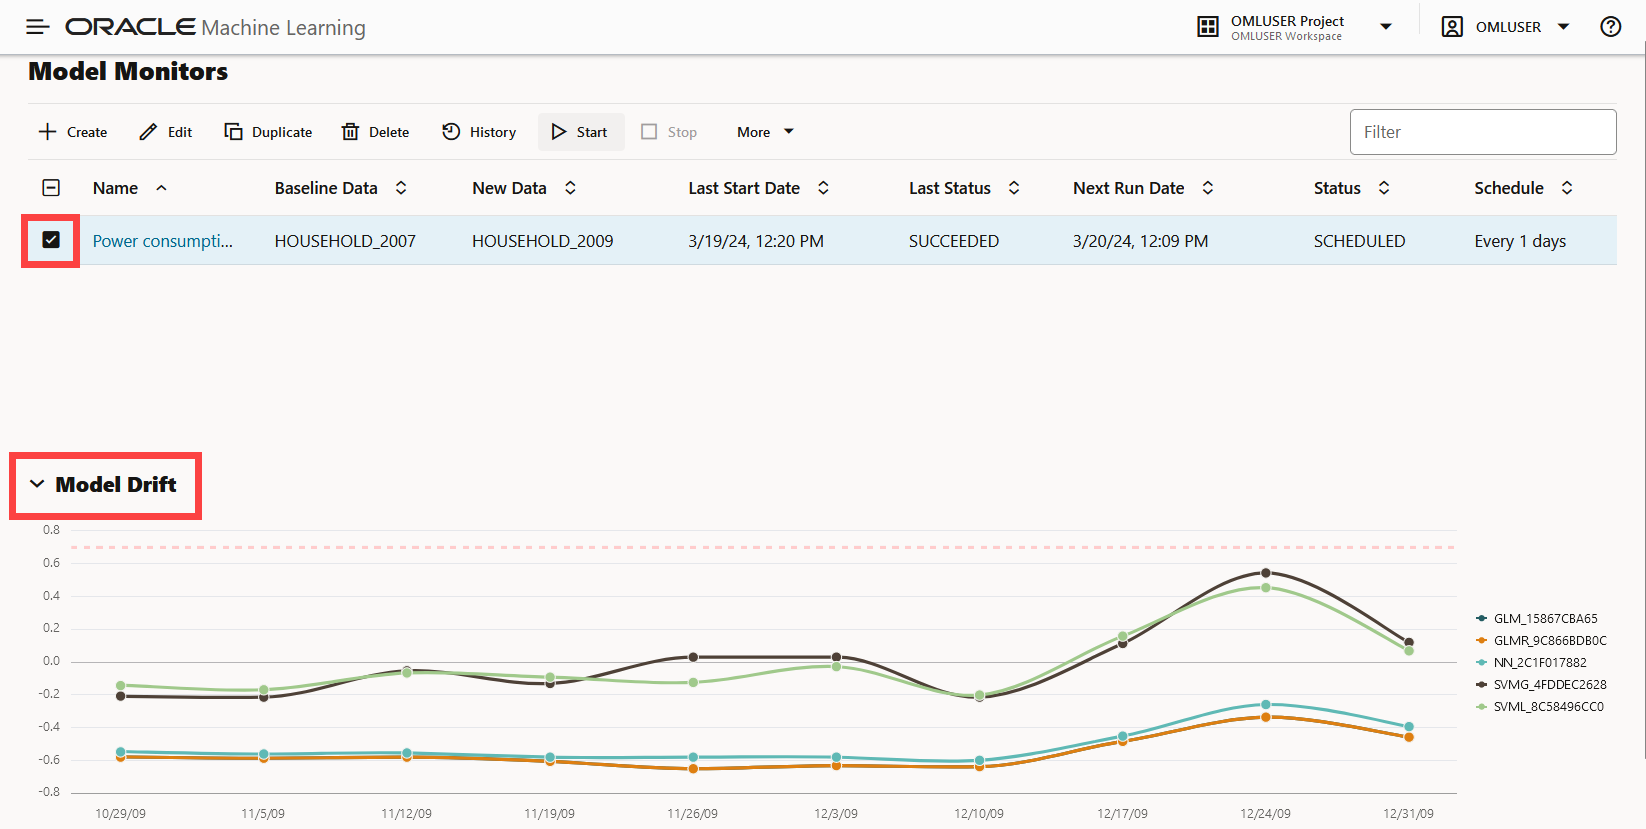 ORACLE Machine Learning
OMLUSER Project
OMLUSER Workspace
OMLUSER
?
Model Monitors
Create Edit Duplicate Delete History Start Stop More
Filter
Name Baseline Data New Data Last Start Date Last Status Next Run Date Status Schedule
Power consumpti... HOUSEHOLD_2007 HOUSEHOLD_2009 3/19/24, 12:20 PM SUCCEEDED 3/20/24, 12:09 PM SCHEDULED Every 1 days
Model Drift
0.8
0.6
0.4
0.2
0.0
-0.2
-0.4
-0.6
-0.8
10/29/09 11/5/09 11/12/09 11/19/09 11/26/09 12/3/09 12/10/09 12/17/09 12/24/09 12/31/09
GLM_15867CBA65
GLMR_9C866BDB0C
NN_2C1F017882
SVMG_4FDDEC2628
SVML_8C58496CC0